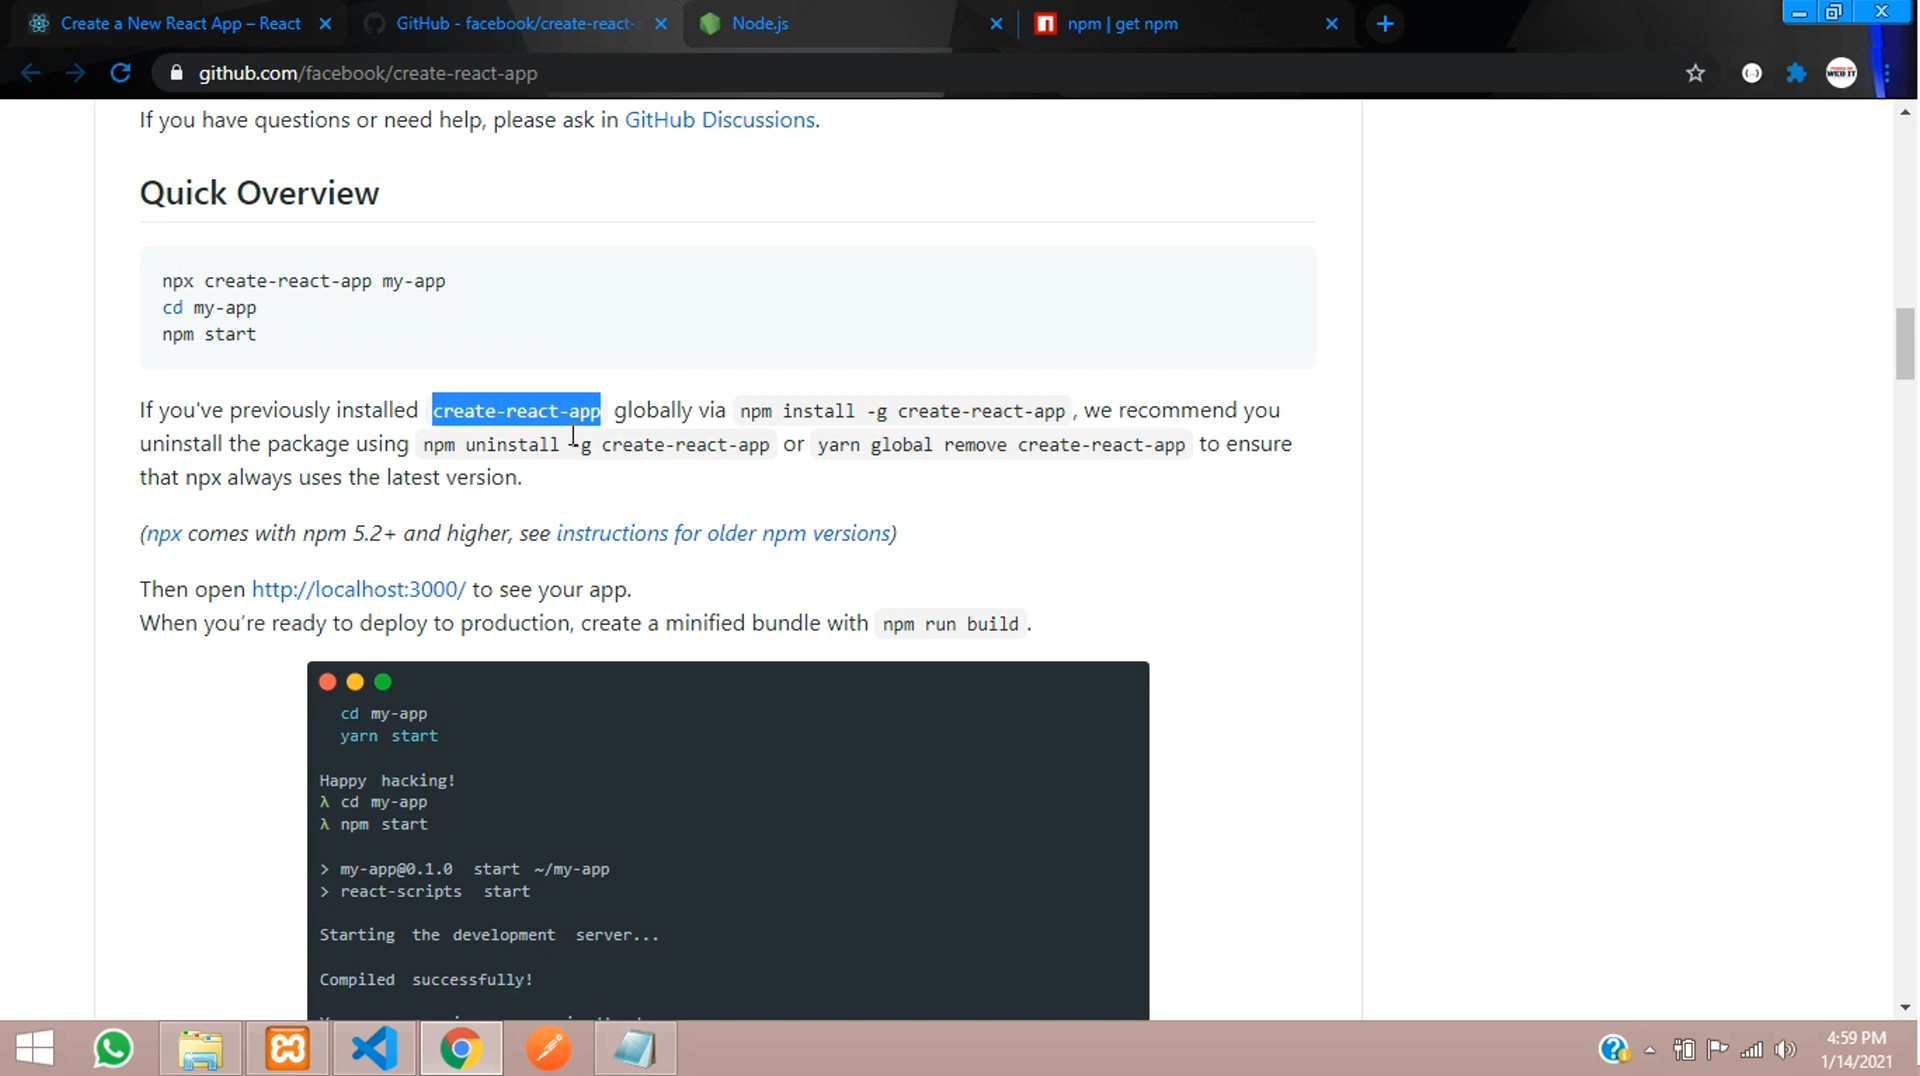 Create a New React App – React
GitHub - facebook/create-react-
Node.js
npm | get npm
github.com/facebook/create-react-app
WEB IT
If you have questions or need help, please ask in GitHub Discussions.
Quick Overview
npx create-react-app my-app
cd my-app
npm start
If you've previously installed create-react-app globally via npm install -g create-react-app, we recommend you
uninstall the package using npm uninstall -g create-react-app or yarn global remove create-react-app to ensure
that npx always uses the latest version.
(npx comes with npm 5.2+ and higher, see instructions for older npm versions)
Then open http://localhost:3000/ to see your app.
When you’re ready to deploy to production, create a minified bundle with npm run build.
cd my-app
yarn start
Happy hacking!
λ cd my-app
λ npm start
> my-app@0.1.0 start ~/my-app
> react-scripts start
Starting the development server...
Compiled successfully!
4:59 PM
1/14/2021